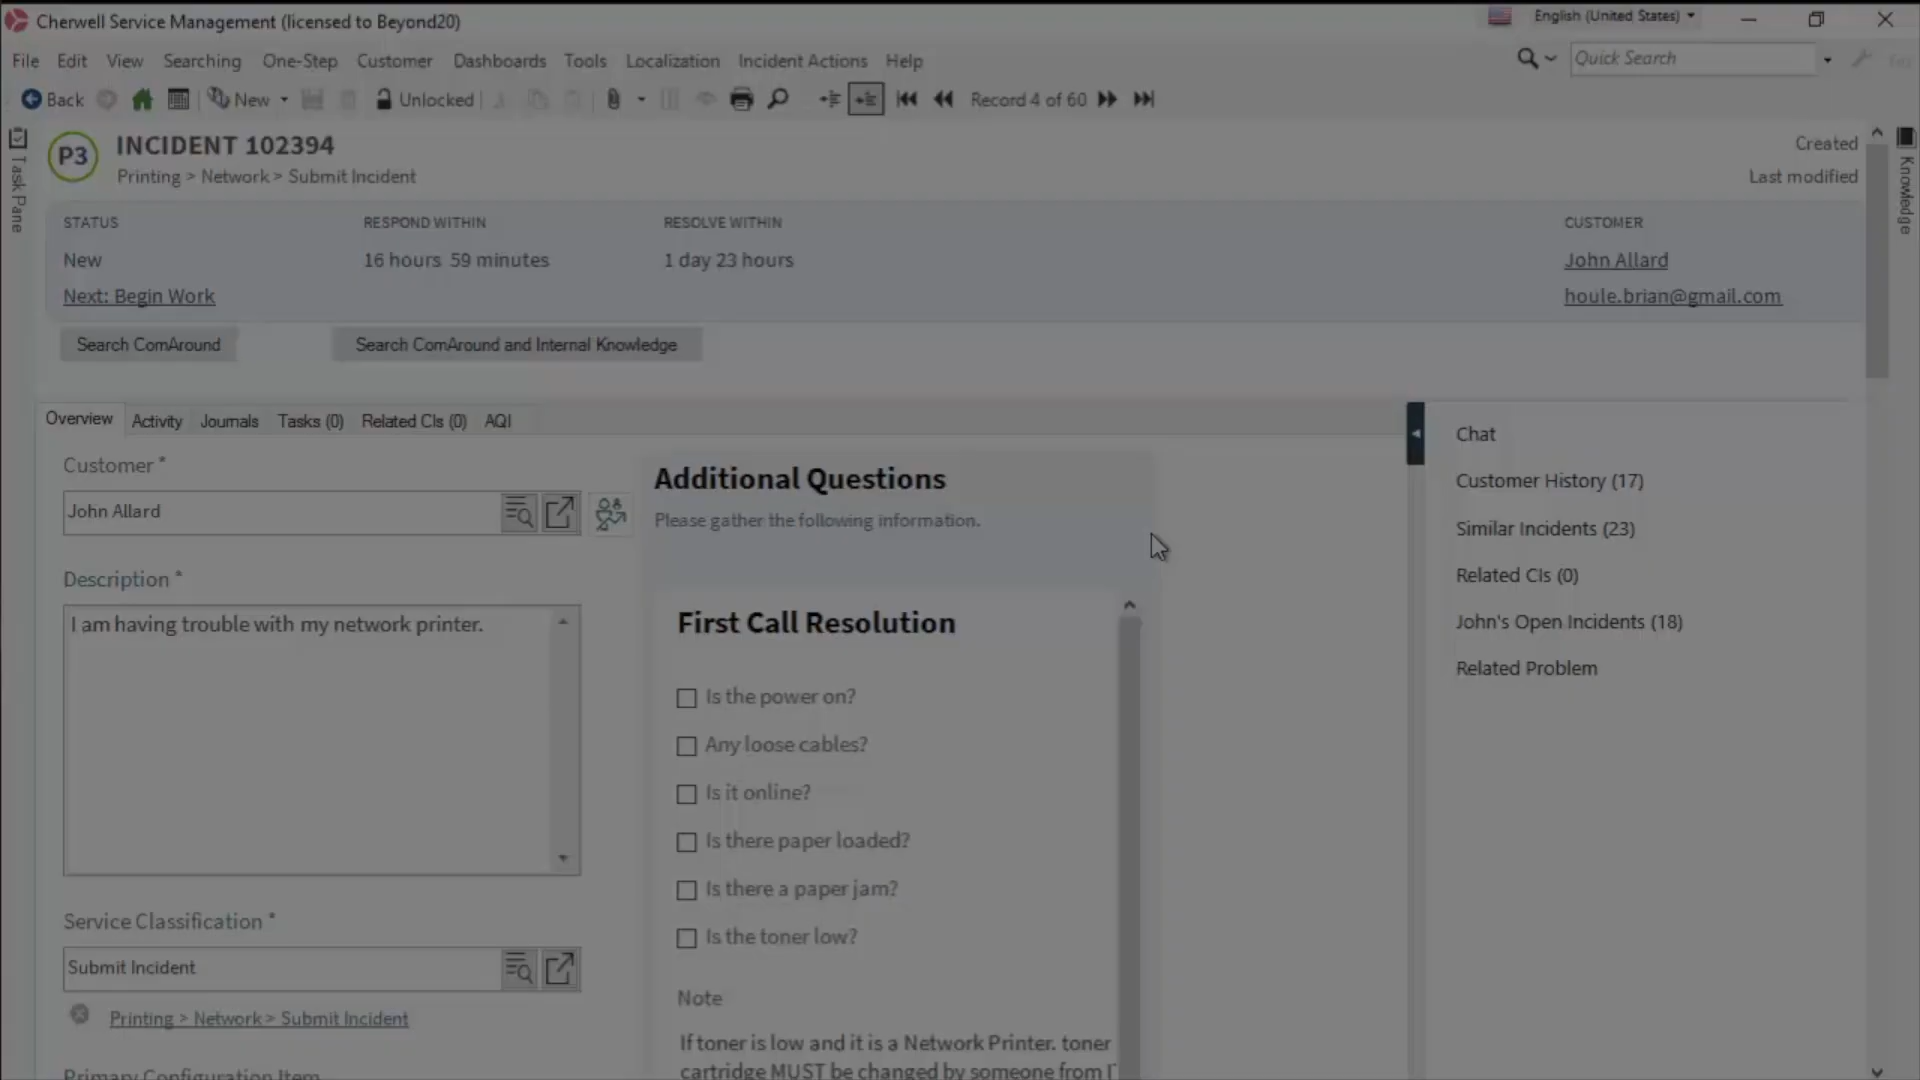 Cherwell Service Management (licensed to Beyond20)
English (United States)
File Edit View Searching One-Step Customer Dashboards Tools Localization Incident Actions Help
Quick Search
Back New Unlocked Record 4 of 60
Task Pane
Knowledge
P3
INCIDENT 102394
Printing > Network > Submit Incident
Created
Last modified
STATUS RESPOND WITHIN RESOLVE WITHIN CUSTOMER
New 16 hours 59 minutes 1 day 23 hours John Allard
Next: Begin Work houle.brian@gmail.com
Search ComAround Search ComAround and Internal Knowledge
Overview Activity Journals Tasks (0) Related CIs (0) AQI
Customer *
John Allard
Description *
I am having trouble with my network printer.
Service Classification *
Submit Incident
Printing > Network > Submit Incident
Primary Configuration Item
Additional Questions
Please gather the following information.
First Call Resolution
Is the power on?
Any loose cables?
Is it online?
Is there paper loaded?
Is there a paper jam?
Is the toner low?
Note
If toner is low and it is a Network Printer. toner
cartridge MUST be changed by someone from
Chat
Customer History (17)
Similar Incidents (23)
Related CIs (0)
John's Open Incidents (18)
Related Problem